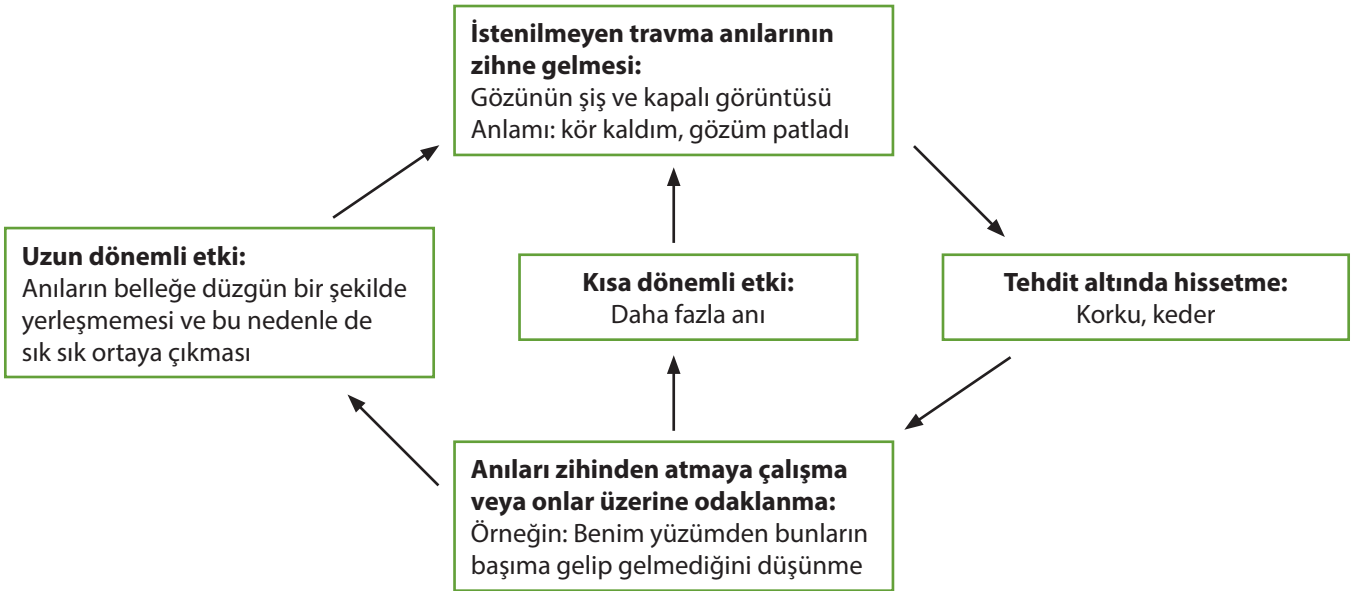 İstenilmeyen travma anılarının
zihne gelmesi:
Gözünün şiş ve kapalı görüntüsü
Anlamı: kör kaldım, gözüm patladı
Uzun dönemli etki:
Anıların belleğe düzgün bir şekilde
yerleşmemesi ve bu nedenle de
sık sık ortaya çıkması
Kısa dönemli etki:
Daha fazla anı
Tehdit altında hissetme:
Korku, keder
Anıları zihinden atmaya çalışma
veya onlar üzerine odaklanma:
Örneğin: Benim yüzümden bunların
başıma gelip gelmediğini düşünme